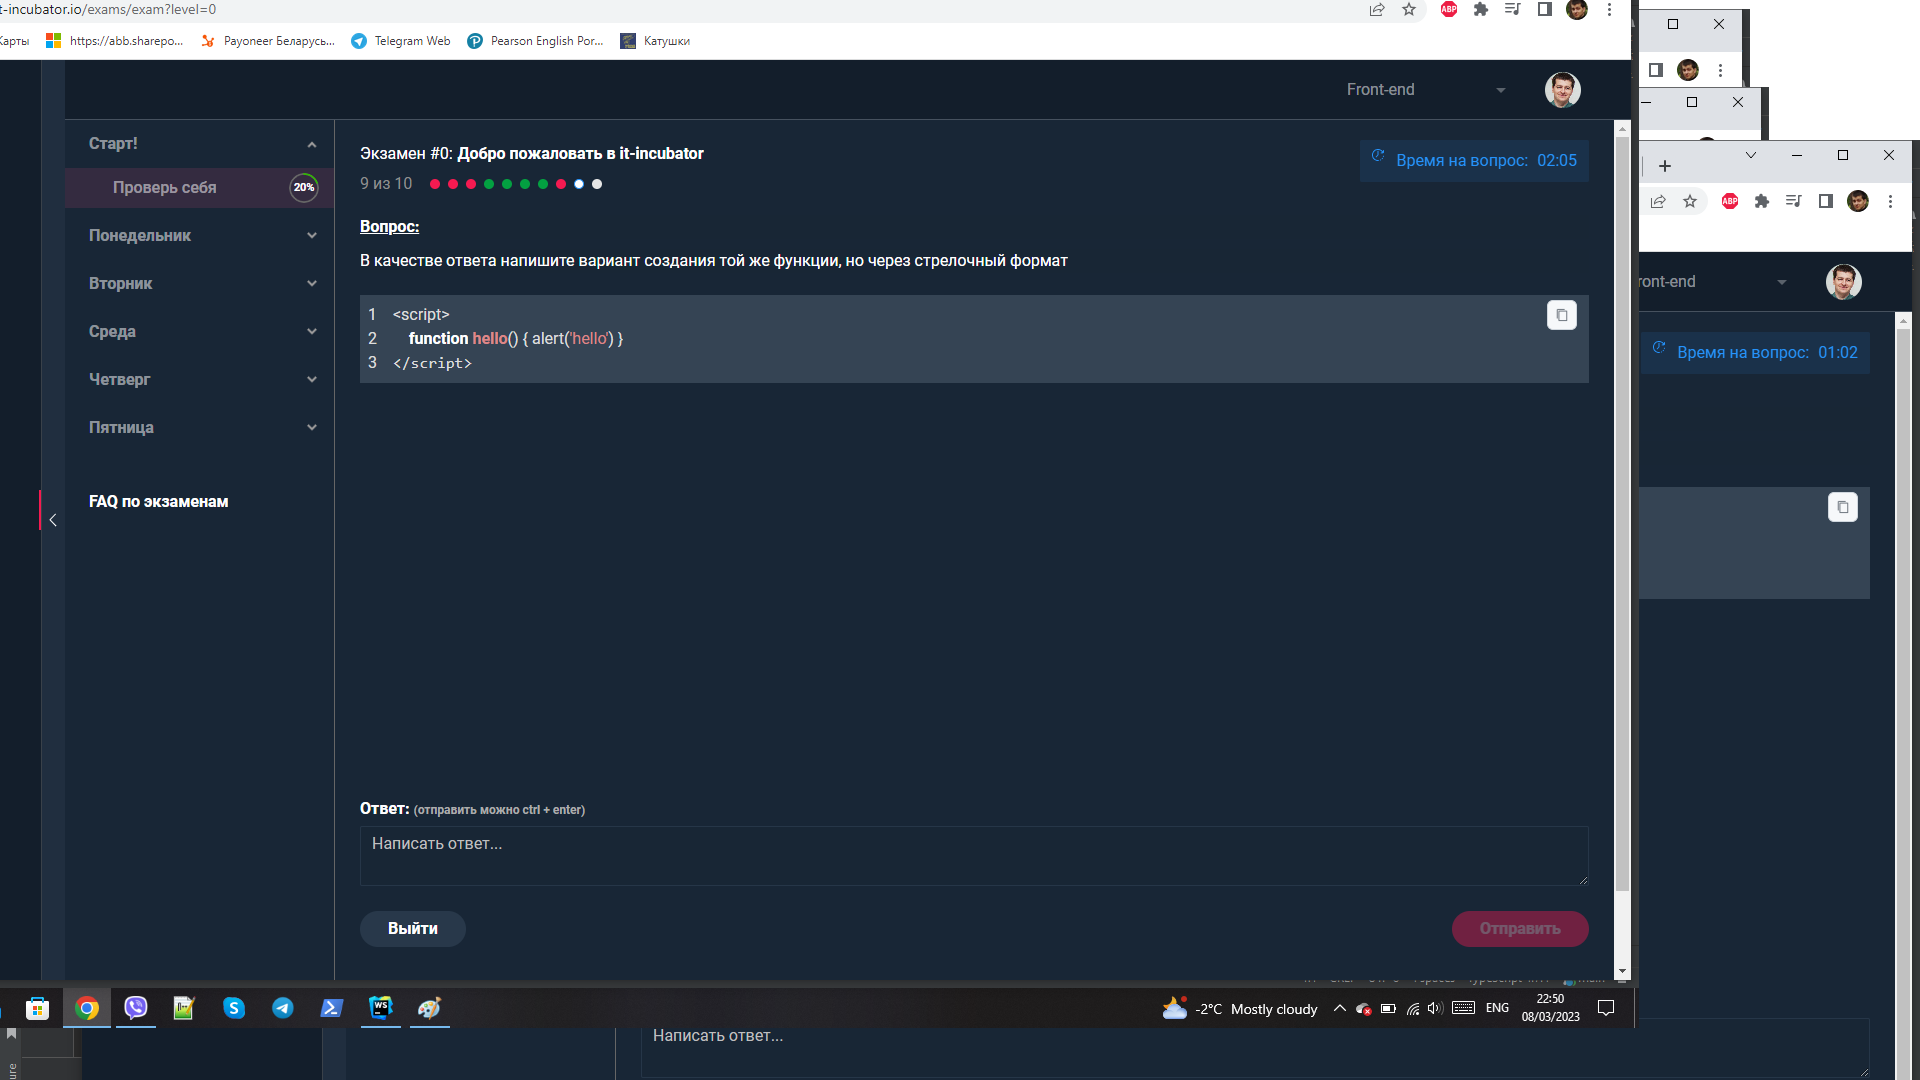 t-incubator.io/exams/exam?level=0
Карты
https://abb.sharepo...
Payoneer Беларусь...
Telegram Web
Pearson English Por...
Катушки
Front-end
Старт!
Проверь себя
20%
Понедельник
Вторник
Среда
Четверг
Пятница
FAQ по экзаменам
Экзамен #0: Добро пожаловать в it-incubator
9 из 10
Время на вопрос: 02:05
Вопрос:
В качестве ответа напишите вариант создания той же функции, но через стрелочный формат
1 <script>
2 function hello() { alert('hello') }
3 </script>
Ответ: (отправить можно ctrl + enter)
Написать ответ...
Выйти
Отправить
ABP
ABP
ront-end
Время на вопрос: 01:02
WS
-2°C Mostly cloudy
ENG
22:50
08/03/2023
Написать ответ...
ure